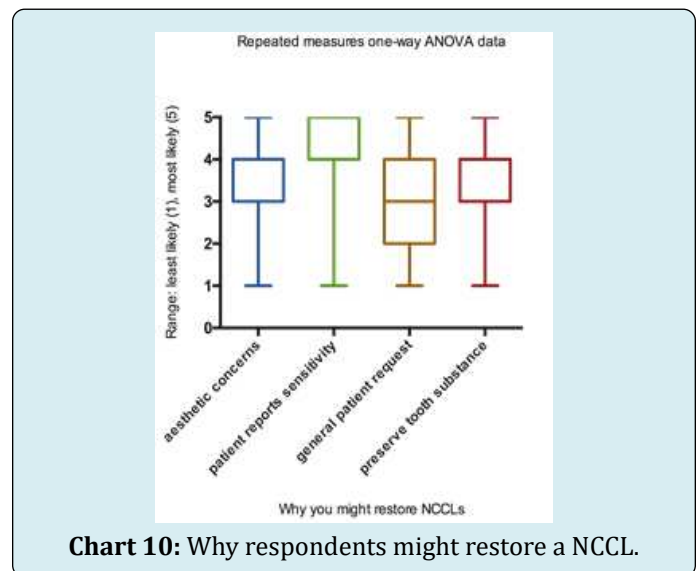 Repeated measures one-way ANOVA data
Range: least likely (1), most likely (5)
5
4
3
2
1
0
aesthetic concerns
patient reports sensitivity
general patient request
preserve tooth substance
Why you might restore NCCLs
Chart 10: Why respondents might restore a NCCL.